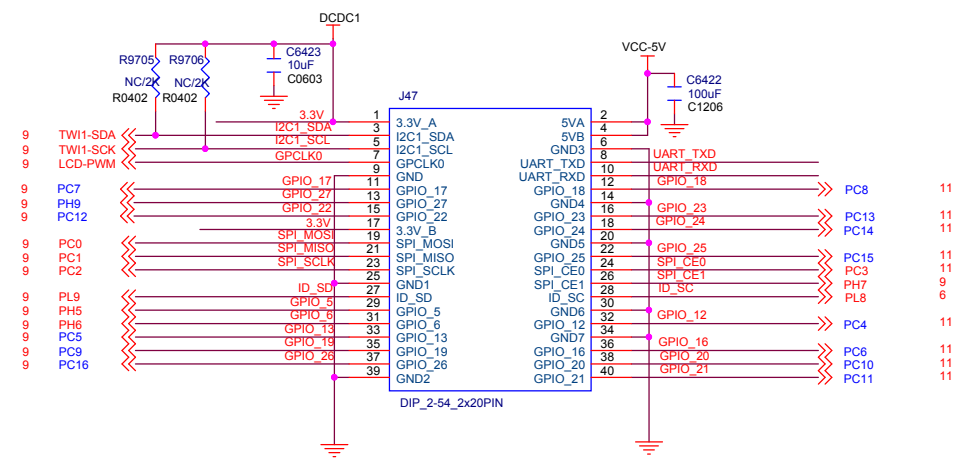 DCDC1
VCC-5V
R9705 R9706
NC/2K NC/2K
R0402 R0402
C6423
10uF
C0603
C6422
100uF
C1206
J47
3.3V 1 3.3V_A 5VA 2
9 TWI1-SDA I2C1_SDA 3 I2C1_SDA 5VB 4
9 TWI1-SCK I2C1_SCL 5 I2C1_SCL GND3 6
9 LCD-PWM GPCLK0 7 GPCLK0 UART_TXD 8 UART_TXD
9 GND UART_RXD 10 UART_RXD
9 PC7 GPIO_17 11 GPIO_17 GPIO_18 12 GPIO_18 PC8 11
9 PH9 GPIO_27 13 GPIO_27 GND4 14
9 PC12 GPIO_22 15 GPIO_22 GPIO_23 16 GPIO_23 PC13 11
3.3V 17 3.3V_B GPIO_24 18 GPIO_24 PC14 11
9 PC0 SPI_MOSI 19 SPI_MOSI GND5 20
9 PC1 SPI_MISO 21 SPI_MISO GPIO_25 22 GPIO_25 PC15 11
9 PC2 SPI_SCLK 23 SPI_SCLK SPI_CE0 24 SPI_CE0 PC3 11
25 GND1 SPI_CE1 26 SPI_CE1 PH7 9
9 PL9 ID_SD 27 ID_SD ID_SC 28 ID_SC PL8 6
9 PH5 GPIO_5 29 GPIO_5 GND6 30
9 PH6 GPIO_6 31 GPIO_6 GPIO_12 32 GPIO_12 PC4 11
9 PC5 GPIO_13 33 GPIO_13 GND7 34
9 PC9 GPIO_19 35 GPIO_19 GPIO_16 36 GPIO_16 PC6 11
9 PC16 GPIO_26 37 GPIO_26 GPIO_20 38 GPIO_20 PC10 11
39 GND2 GPIO_21 40 GPIO_21 PC11 11
DIP_2-54_2x20PIN